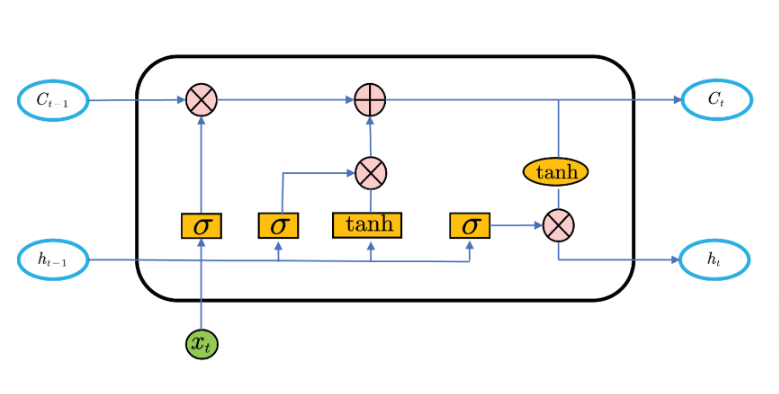 C_{t-1}
C_t
tanh
σ
σ
tanh
σ
h_{t-1}
h_t
x_t